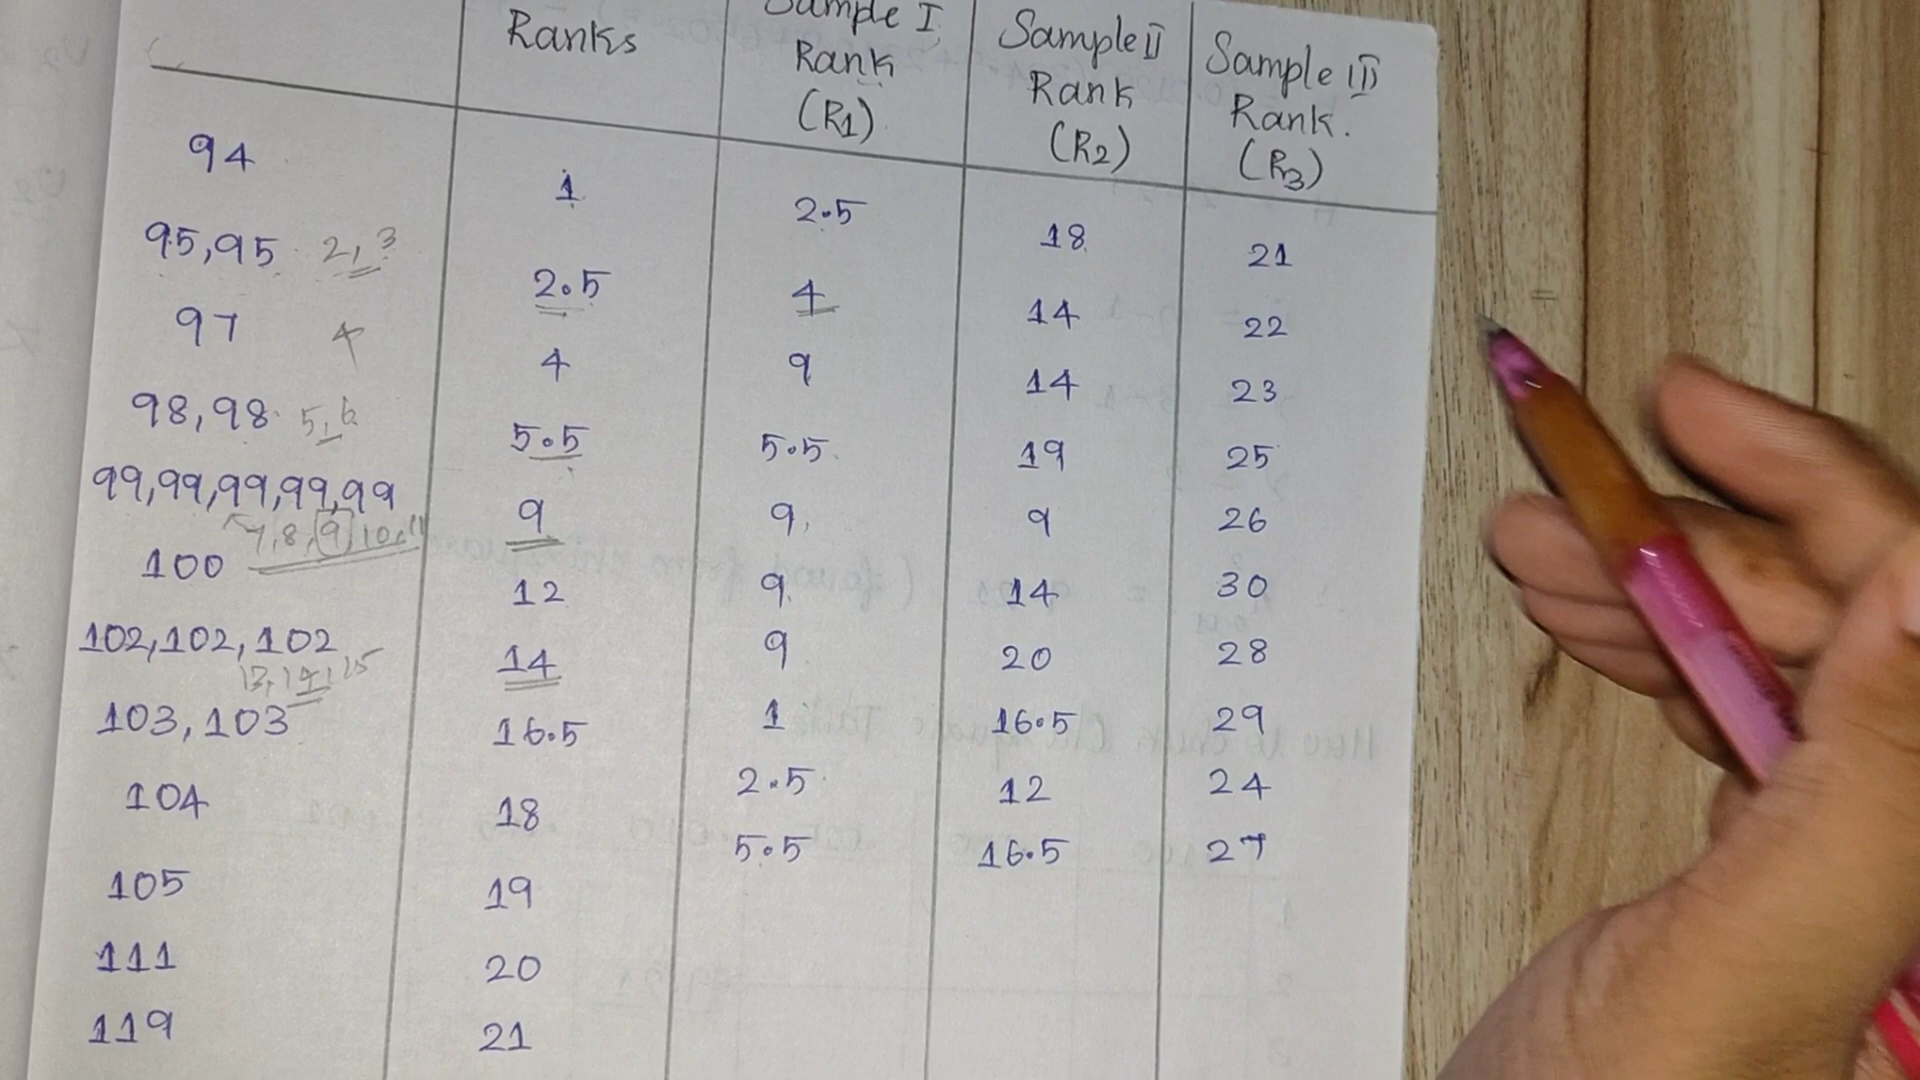 Ranks Sample I Sample II Sample III
Rank Rank Rank.
(R1) (R2) (R3)
94 1 2.5 18 21
95,95 2,3 2.5 4 14 22
97 4 4 9 14 23
98,98 5,6 5.5 5.5 19 25
99,99,99,99,99 7,8,9,10,11 9 9 9 26
100 12 9 14 30
102,102,102 13,14,15 14 9 20 28
103,103 16.5 1 16.5 29
104 18 2.5 12 24
105 19 5.5 16.5 27
111 20
119 21